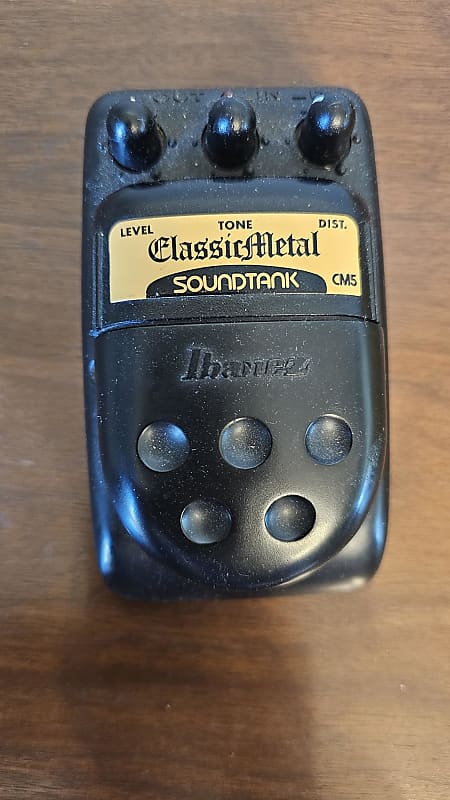 OUT IN
LEVEL TONE DIST.
ClassicMetal
SOUNDTANK CM5
Ibanez